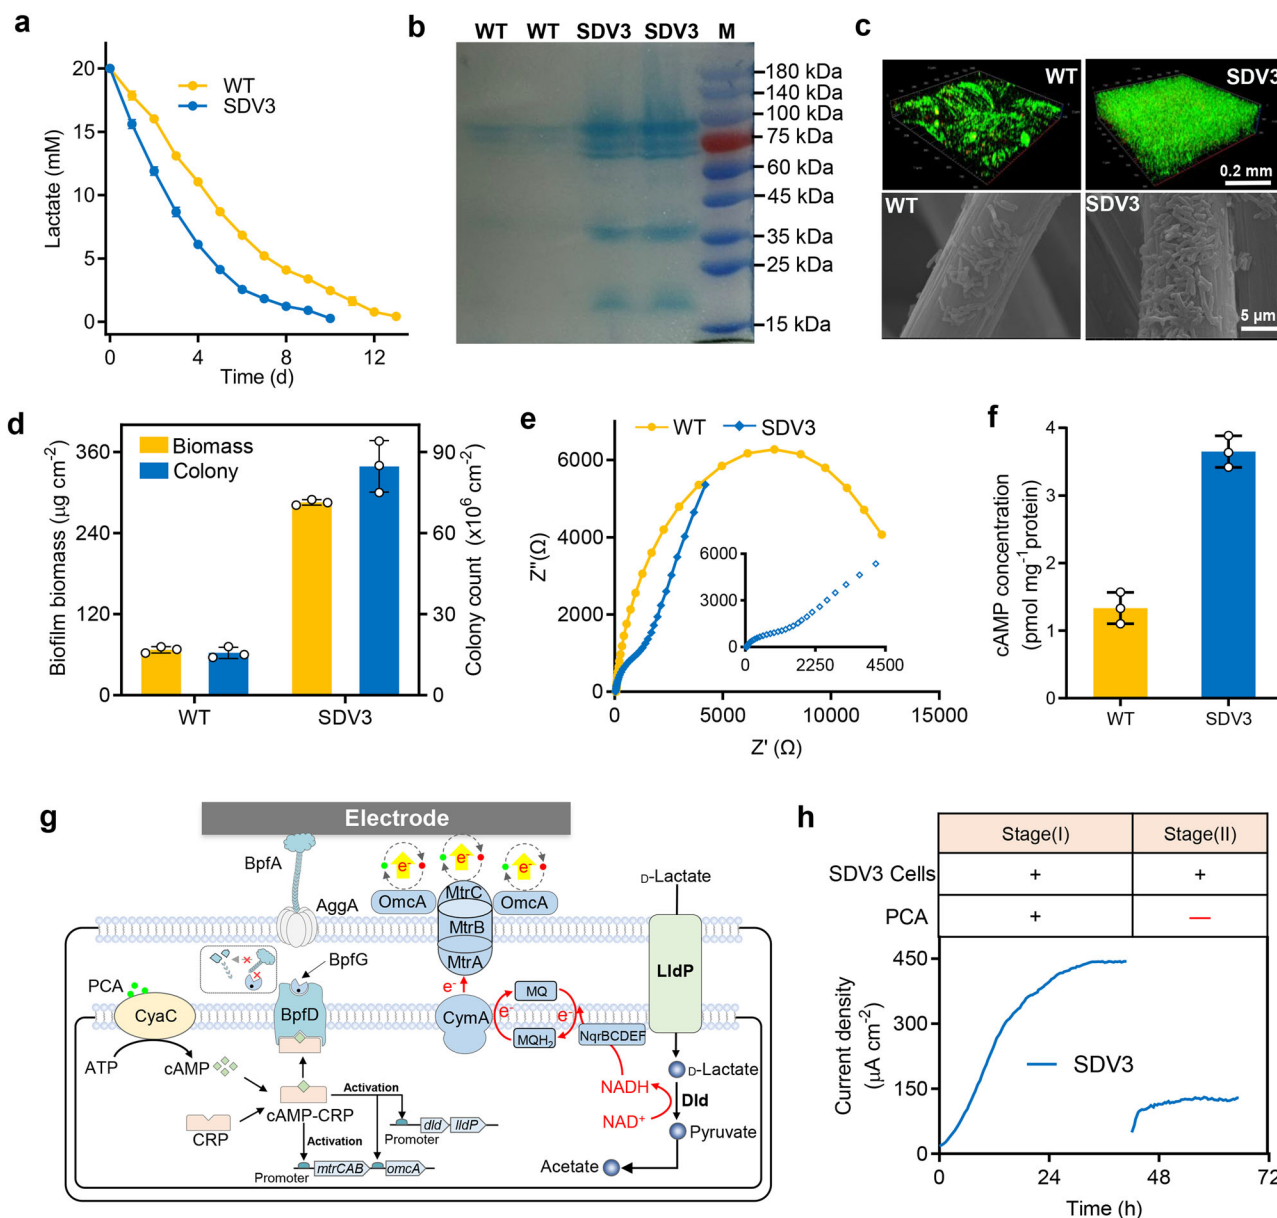 a
20
15
10
5
0
Lactate (mM)
WT
SDV3
0
4
8
12
Time (d)
b
WT WT SDV3 SDV3 M
180 kDa
140 kDa
100 kDa
75 kDa
60 kDa
45 kDa
35 kDa
25 kDa
15 kDa
c
WT
SDV3
0.2 mm
WT
SDV3
5 µm
d
360
240
120
0
Biofilm biomass (µg cm⁻²)
Biomass
Colony
90
60
30
0
Colony count (x10⁶ cm⁻²)
WT
SDV3
e
WT
SDV3
6000
4000
2000
0
Z''(Ω)
6000
3000
0
0
2250
4500
0
5000
10000
15000
Z' (Ω)
f
4
3
2
1
0
cAMP concentration
(pmol mg⁻¹protein)
WT
SDV3
g
Electrode
BpfA
AggA
e⁻
e⁻
e⁻
OmcA
MtrC
OmcA
MtrB
MtrA
D-Lactate
LldP
BpfG
PCA
CyaC
BpfD
e⁻
CymA
MQ
e⁻
e⁻
MQH₂
NqrBCDEF
ATP
cAMP
CRP
cAMP-CRP
Activation
Activation
Promoter
dld
lldP
Promoter
mtrCAB
omcA
NADH
NAD⁺
D-Lactate
Dld
Pyruvate
Acetate
h
Stage(I)
Stage(II)
SDV3 Cells
+
+
PCA
+
—
450
300
150
0
Current density
(µA cm⁻²)
SDV3
0
24
48
72
Time (h)